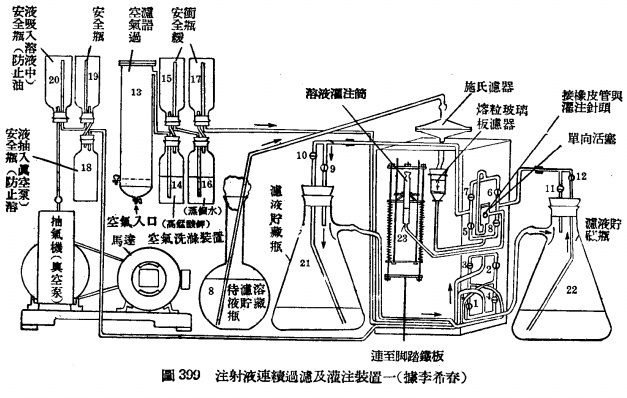 安全瓶(防止油
液吸入溶液中)
安全瓶
空氣過
濾器
安全緩
衝瓶
20
19
13
15
17
安全瓶(防止溶
液抽入眞空泵)
18
14
16
(高錳酸鉀)
(蒸餾水)
空氣入口
空氣洗滌裝置
馬達
抽氣機(眞空泵)
8
待濾溶
液貯藏
瓶
濾液貯藏瓶
21
10
9
溶液灌注筒
23
連至脚踏鐵板
施氏濾器
熔粒玻璃
板濾器
接橡皮管與
灌注針頭
單向活塞
7
6
5
8
3
2
1
4
11
12
濾液貯
藏瓶
22
圖 399 注射液連續過濾及灌注裝置一(據李希春)